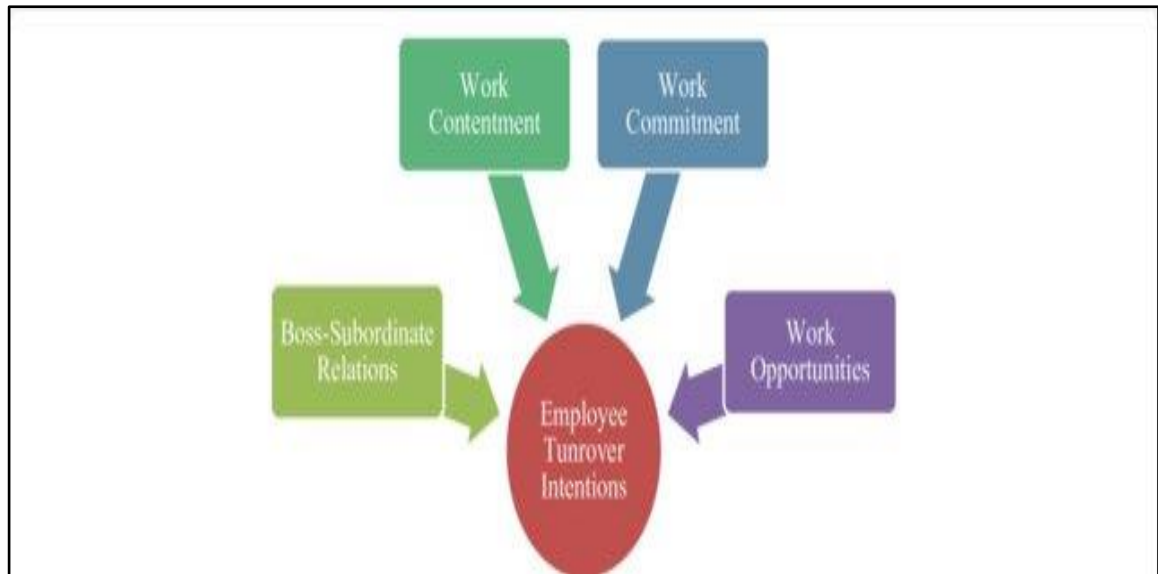 Work
Contentment
Work
Commitment
Boss-Subordinate
Relations
Work
Opportunities
Employee
Tunrover
Intentions